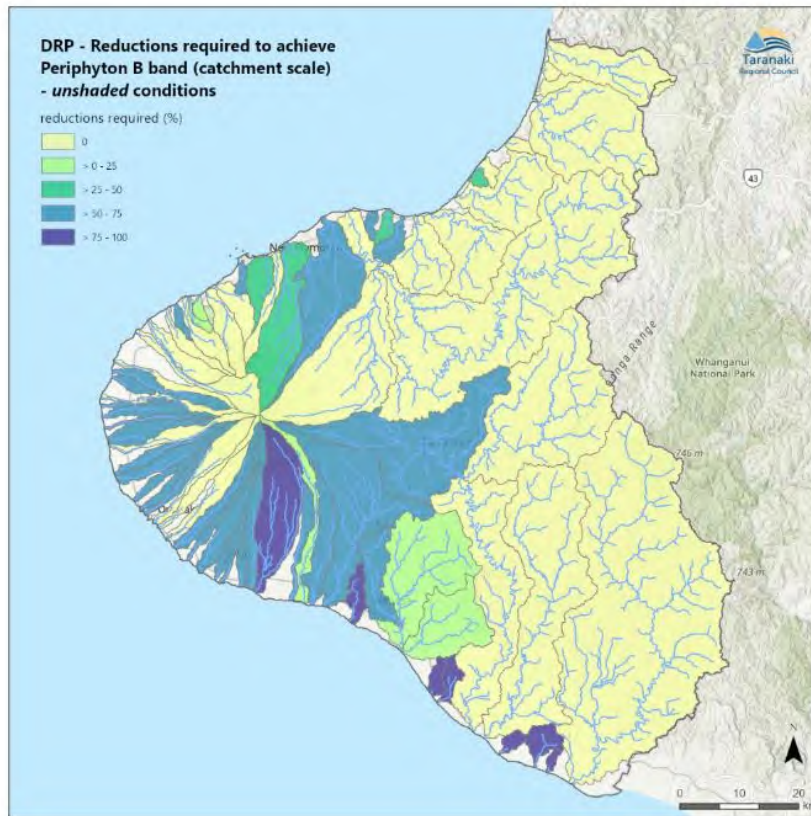 DRP - Reductions required to achieve
Periphyton B band (catchment scale)
- unshaded conditions
reductions required (%)
0
> 0 - 25
> 25 - 50
> 50 - 75
> 75 - 100
Taranaki
Regional Council
43
Whanganui
National Park
Range
746 m
743 m
N
0 10 20